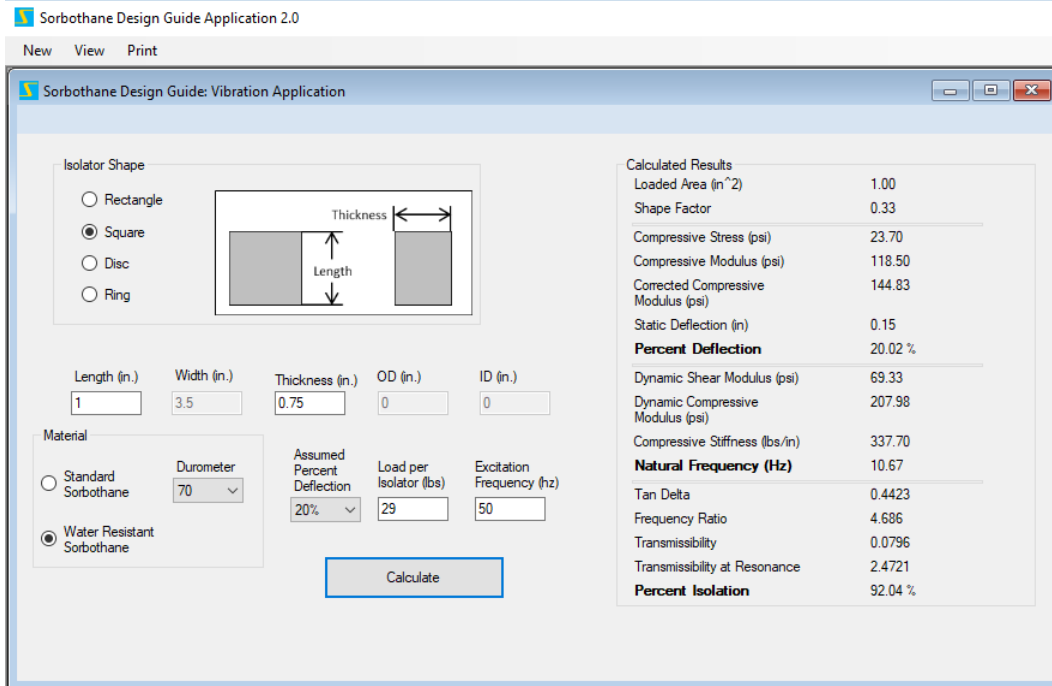 Sorbothane Design Guide Application 2.0
New View Print
Sorbothane Design Guide: Vibration Application
Isolator Shape
Rectangle
Square
Disc
Ring
Thickness
Length
Length (in.) Width (in.) Thickness (in.) OD (in.) ID (in.)
1 3.5 0.75 0 0
Material
Standard
Sorbothane
Durometer
70
Water Resistant
Sorbothane
Assumed
Percent
Deflection
20%
Load per
Isolator (lbs)
29
Excitation
Frequency (hz)
50
Calculate
Calculated Results
Loaded Area (in^2) 1.00
Shape Factor 0.33
Compressive Stress (psi) 23.70
Compressive Modulus (psi) 118.50
Corrected Compressive
Modulus (psi) 144.83
Static Deflection (in) 0.15
Percent Deflection 20.02 %
Dynamic Shear Modulus (psi) 69.33
Dynamic Compressive
Modulus (psi) 207.98
Compressive Stiffness (lbs/in) 337.70
Natural Frequency (Hz) 10.67
Tan Delta 0.4423
Frequency Ratio 4.686
Transmissibility 0.0796
Transmissibility at Resonance 2.4721
Percent Isolation 92.04 %